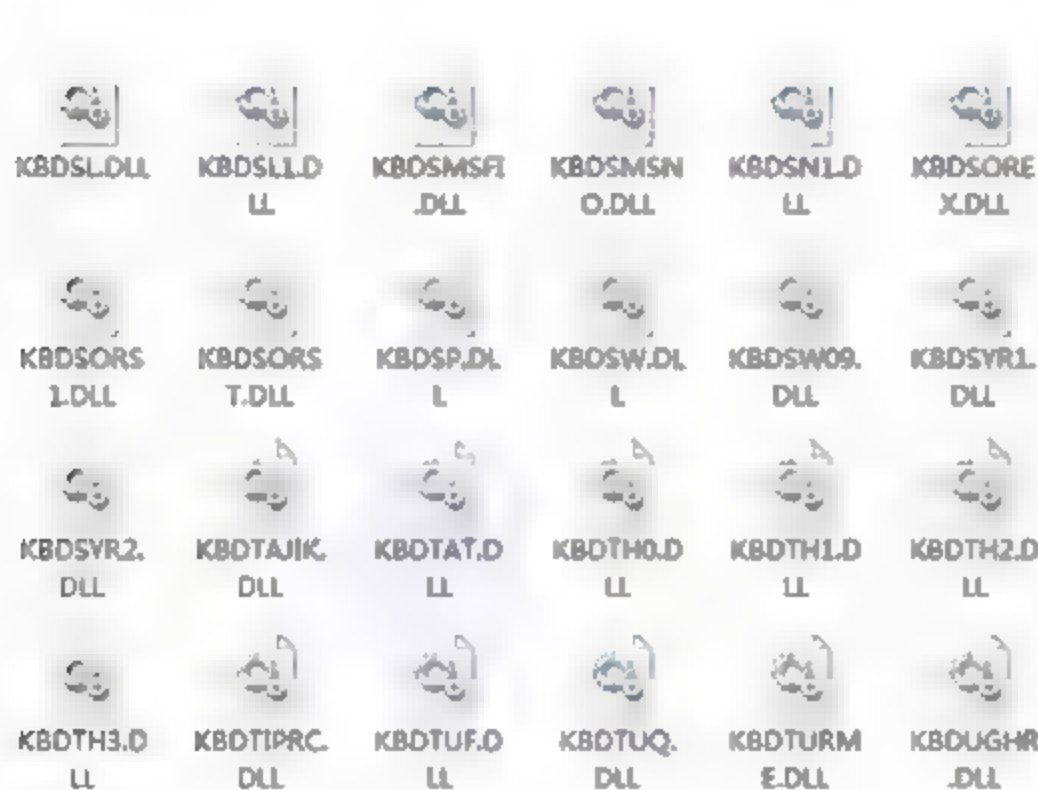 KBDSL.DLL KBDSL1.D KBDSMSFI KBDSMSN KBDSN1.D KBDSORE
LL .DLL O.DLL LL X.DLL
KBDSORS KBDSORS KBDSP.DL KBDSW.DL KBDSW09. KBDSYR1.
1.DLL T.DLL L L DLL DLL
KBDSYR2. KBDTAJIK. KBDTAT.D KBDTH0.D KBDTH1.D KBDTH2.D
DLL DLL LL LL LL LL
KBDTH3.D KBDTIPRC. KBDTUF.D KBDTUQ. KBDTURM KBDUGHR
LL DLL LL DLL E.DLL .DLL